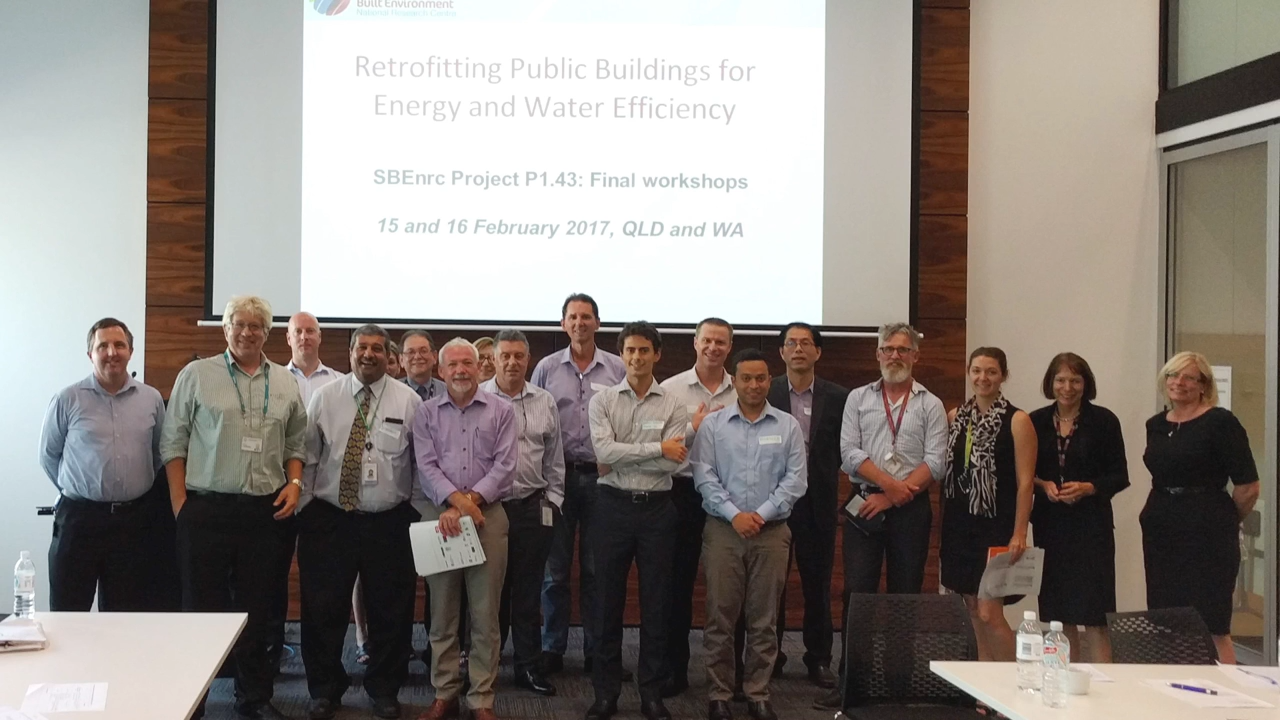 Built Environment
National Research Centre
Retrofitting Public Buildings for
Energy and Water Efficiency
SBEnrc Project P1.43: Final workshops
15 and 16 February 2017, QLD and WA